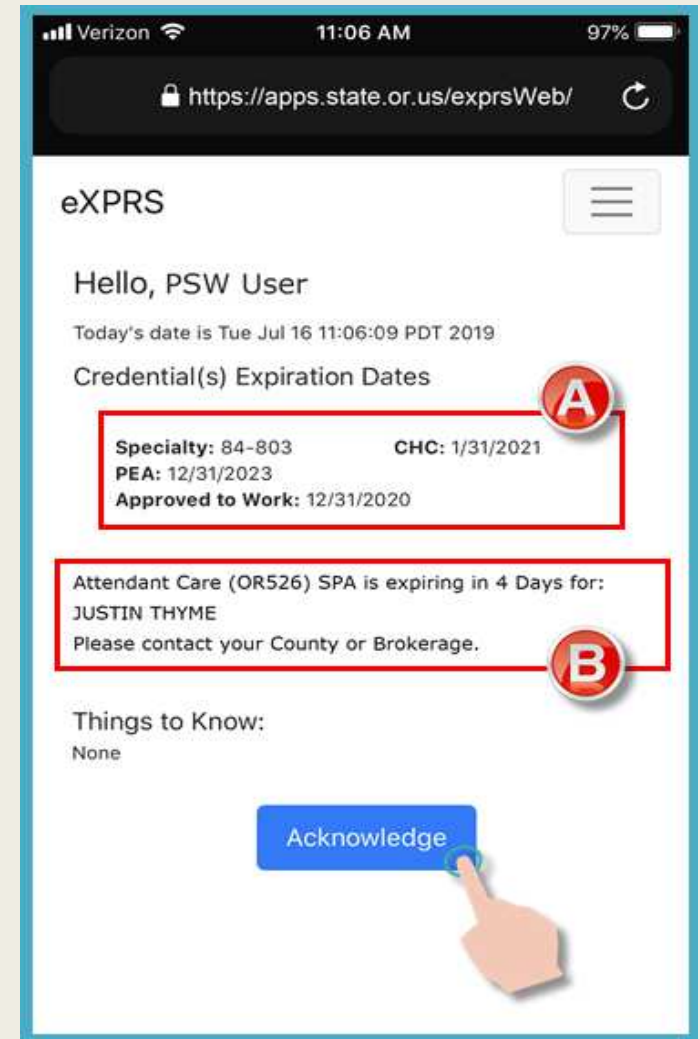 Verizon 11:06 AM 97%
https://apps.state.or.us/exprsWeb/
eXPRS
Hello, PSW User
Today's date is Tue Jul 16 11:06:09 PDT 2019
Credential(s) Expiration Dates
A
Specialty: 84-803 CHC: 1/31/2021
PEA: 12/31/2023
Approved to Work: 12/31/2020
Attendant Care (OR526) SPA is expiring in 4 Days for:
JUSTIN THYME
Please contact your County or Brokerage.
B
Things to Know:
None
Acknowledge